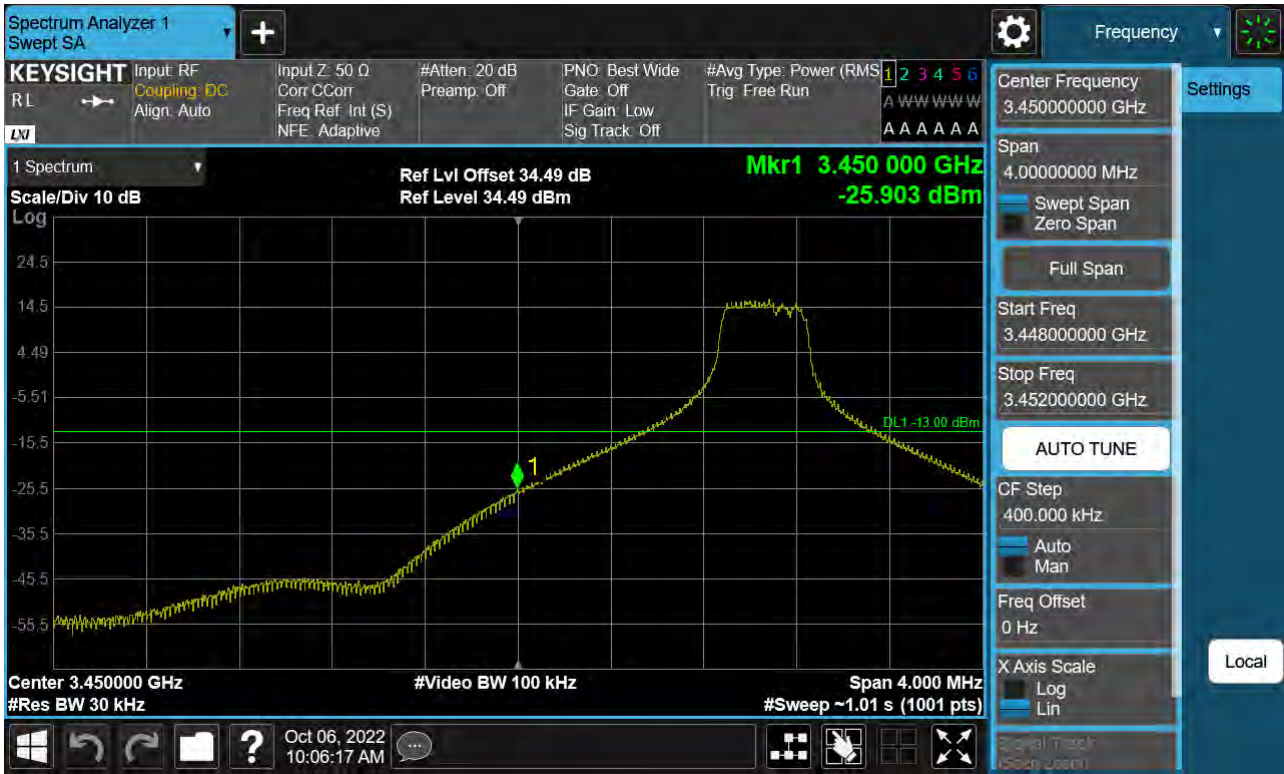 Spectrum Analyzer 1
Swept SA
+
Frequency
KEYSIGHT
RL
LXI
Input: RF
Coupling: DC
Align: Auto
Input Z: 50 Ω
Corr CCorr
Freq Ref: Int (S)
NFE: Adaptive
#Atten: 20 dB
Preamp: Off
PNO: Best Wide
Gate: Off
IF Gain: Low
Sig Track: Off
#Avg Type: Power (RMS
Trig: Free Run
1 2 3 4 5 6
A W W W W W
A A A A A A
1 Spectrum
Scale/Div 10 dB
Log
Ref Lvl Offset 34.49 dB
Ref Level 34.49 dBm
Mkr1 3.450 000 GHz
-25.903 dBm
24.5
14.5
4.49
-5.51
-15.5
-25.5
-35.5
-45.5
-55.5
1
DL1 -13.00 dBm
Center 3.450000 GHz
#Res BW 30 kHz
#Video BW 100 kHz
Span 4.000 MHz
#Sweep ~1.01 s (1001 pts)
Center Frequency
3.450000000 GHz
Span
4.00000000 MHz
Swept Span
Zero Span
Full Span
Start Freq
3.448000000 GHz
Stop Freq
3.452000000 GHz
AUTO TUNE
CF Step
400.000 kHz
Auto
Man
Freq Offset
0 Hz
X Axis Scale
Log
Lin
Signal Track
(Span Zoom)
Settings
Local
?
Oct 06, 2022
10:06:17 AM